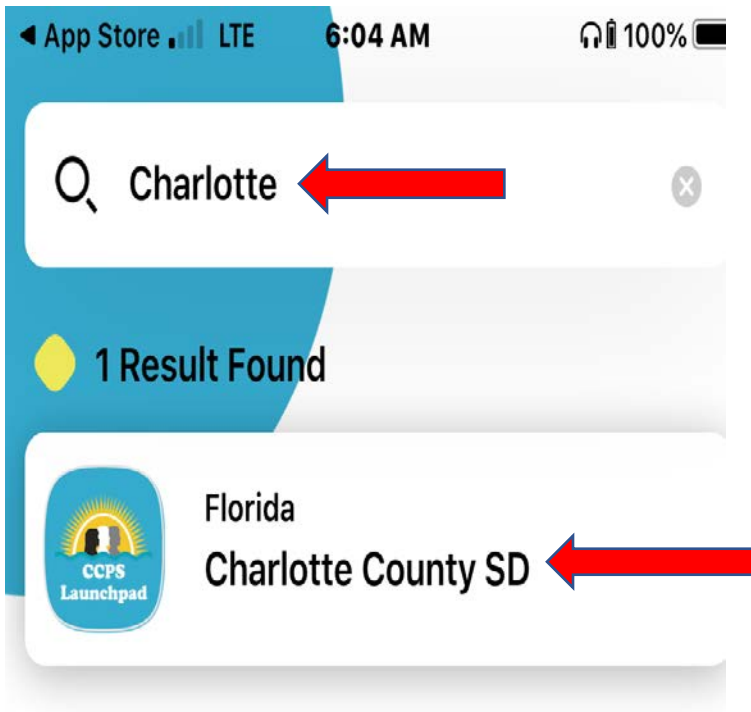 App Store LTE 6:04 AM 100%
Charlotte
1 Result Found
Florida
Charlotte County SD
CCPS
Launchpad